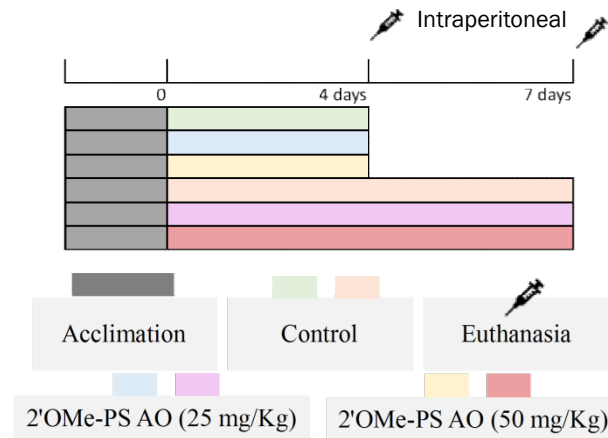 Intraperitoneal
0 4 days 7 days
Acclimation Control Euthanasia
2'OMe-PS AO (25 mg/Kg) 2'OMe-PS AO (50 mg/Kg)